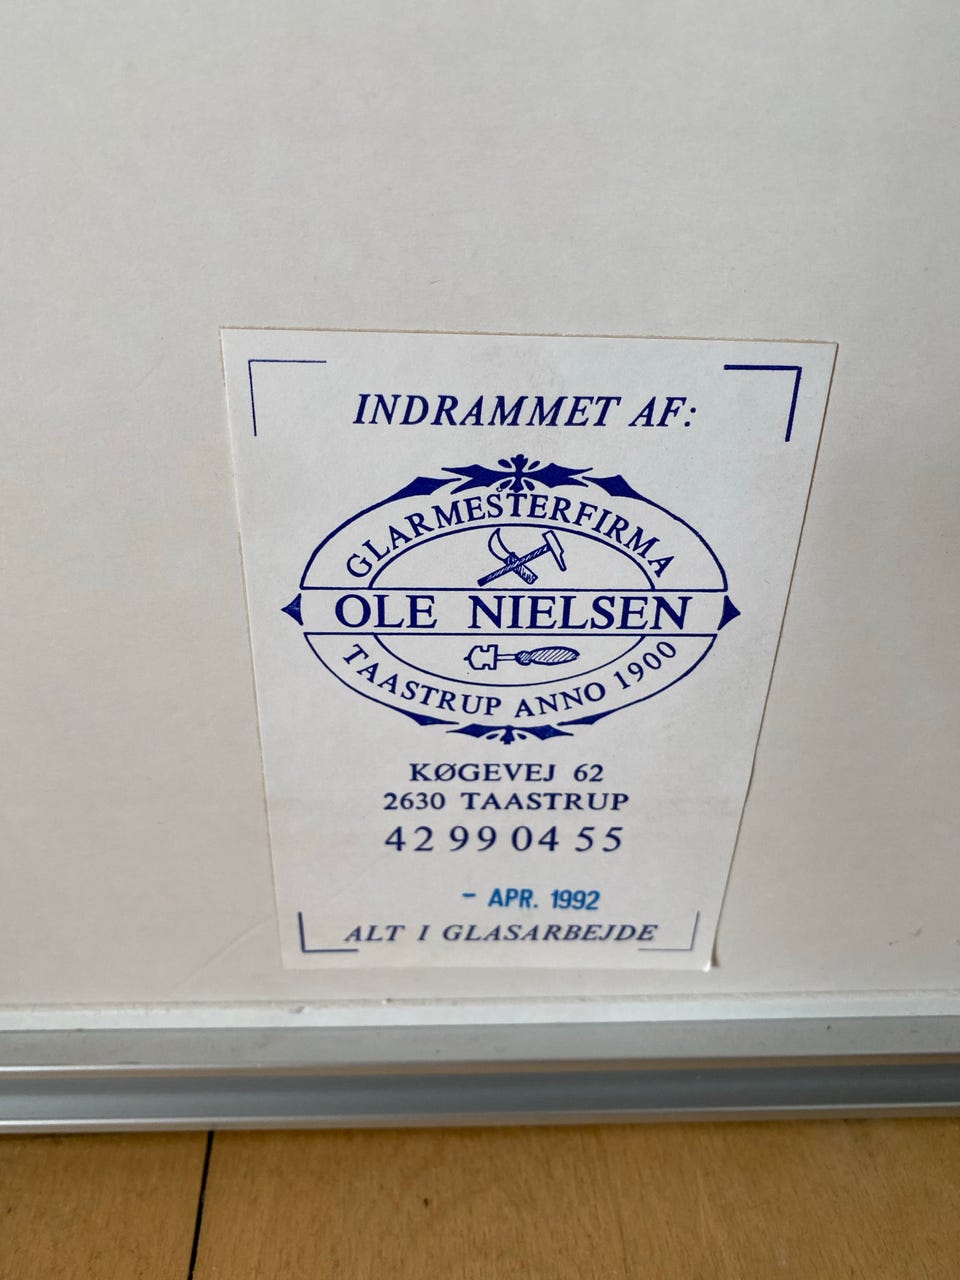 INDRAMMET AF:
GLARMESTERFIRMA
OLE NIELSEN
TAASTRUP ANNO 1900
KØGEVEJ 62
2630 TAASTRUP
42 99 04 55
- APR. 1992
ALT I GLASARBEJDE